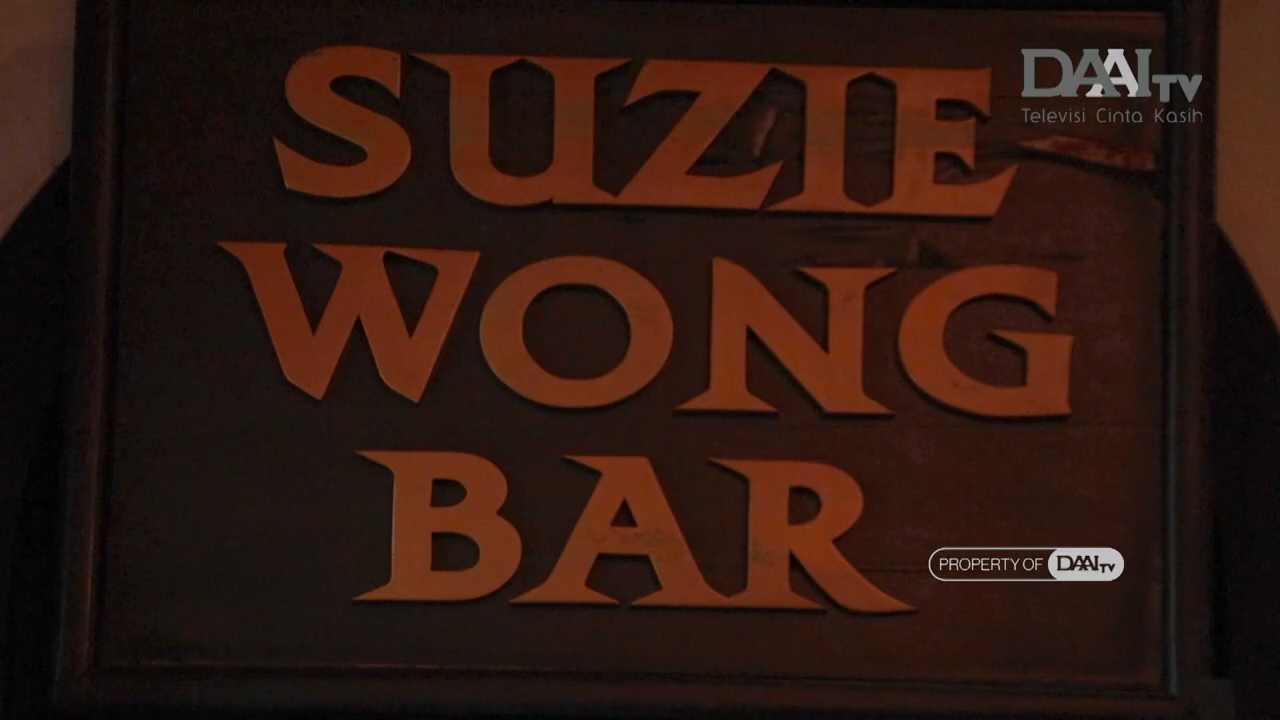 SUZIE
WONG
BAR
DAAI TV
Televisi Cinta Kasih
PROPERTY OF DAAI TV